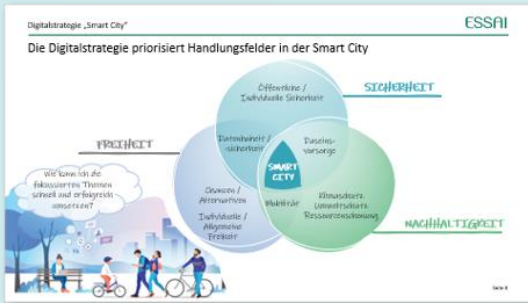 Digitalstrategie „Smart City“
ESSAI
Die Digitalstrategie priorisiert Handlungsfelder in der Smart City
Öffentliche /
Individuelle Sicherheit
SICHERHEIT
FREIHEIT
Datenhoheit /
-sicherheit
Daseins-
vorsorge
SMART
CITY
Wie kann ich die
fokussierten Themen
schnell und erfolgreich
umsetzen?
Chancen /
Alternativen
Individuelle /
Allgemeine
Freiheit
Mobilität
Klimaschutz
Umweltschutz
Ressourcenschonung
NACHHALTIGKEIT